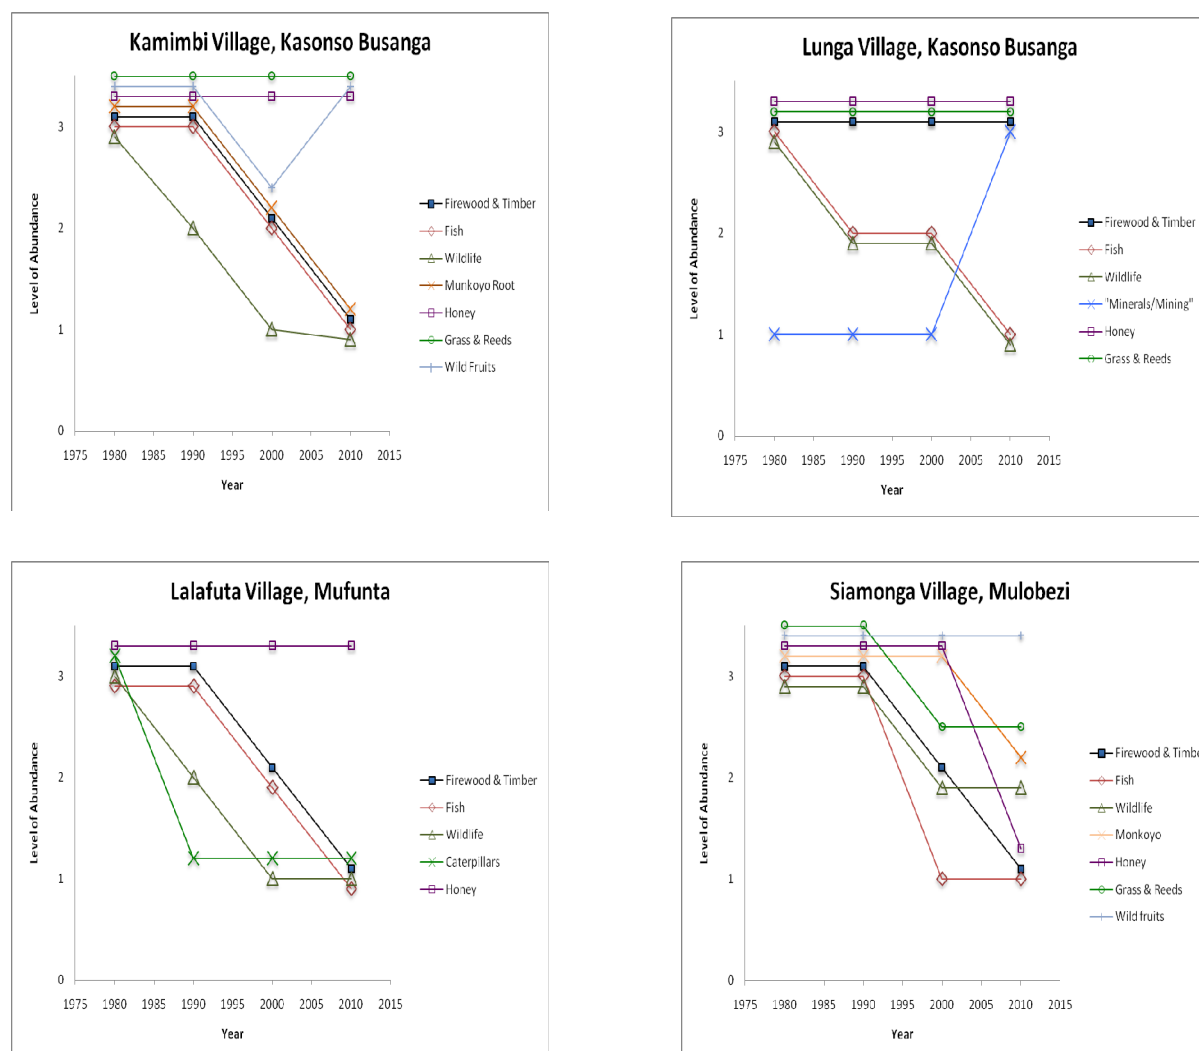 Kamimbi Village, Kasonso Busanga
Level of Abundance
3
2
1
0
1975 1980 1985 1990 1995 2000 2005 2010 2015
Year
Firewood & Timber
Fish
Wildlife
Munkoyo Root
Honey
Grass & Reeds
Wild Fruits
Lunga Village, Kasonso Busanga
Level of Abundance
3
2
1
0
1975 1980 1985 1990 1995 2000 2005 2010 2015
Year
Firewood & Timber
Fish
Wildlife
"Minerals/Mining"
Honey
Grass & Reeds
Lalafuta Village, Mufunta
Level of Abundance
3
2
1
0
1975 1980 1985 1990 1995 2000 2005 2010 2015
Year
Firewood & Timber
Fish
Wildlife
Caterpillars
Honey
Siamonga Village, Mulobezi
Level of Abundance
3
2
1
0
1975 1980 1985 1990 1995 2000 2005 2010 2015
Year
Firewood & Timbe
Fish
Wildlife
Monkoyo
Honey
Grass & Reeds
Wild fruits